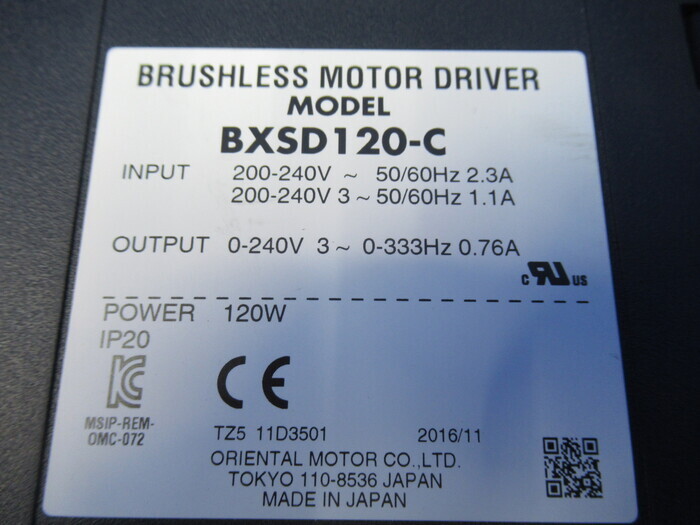 BRUSHLESS MOTOR DRIVER
MODEL
BXSD120-C
INPUT 200-240V ~ 50/60Hz 2.3A
200-240V 3~ 50/60Hz 1.1A
OUTPUT 0-240V 3~ 0-333Hz 0.76A
c RU US
POWER 120W
IP20
MSIP-REM-
OMC-072
CE
TZ5 11D3501 2016/11
ORIENTAL MOTOR CO.,LTD.
TOKYO 110-8536 JAPAN
MADE IN JAPAN